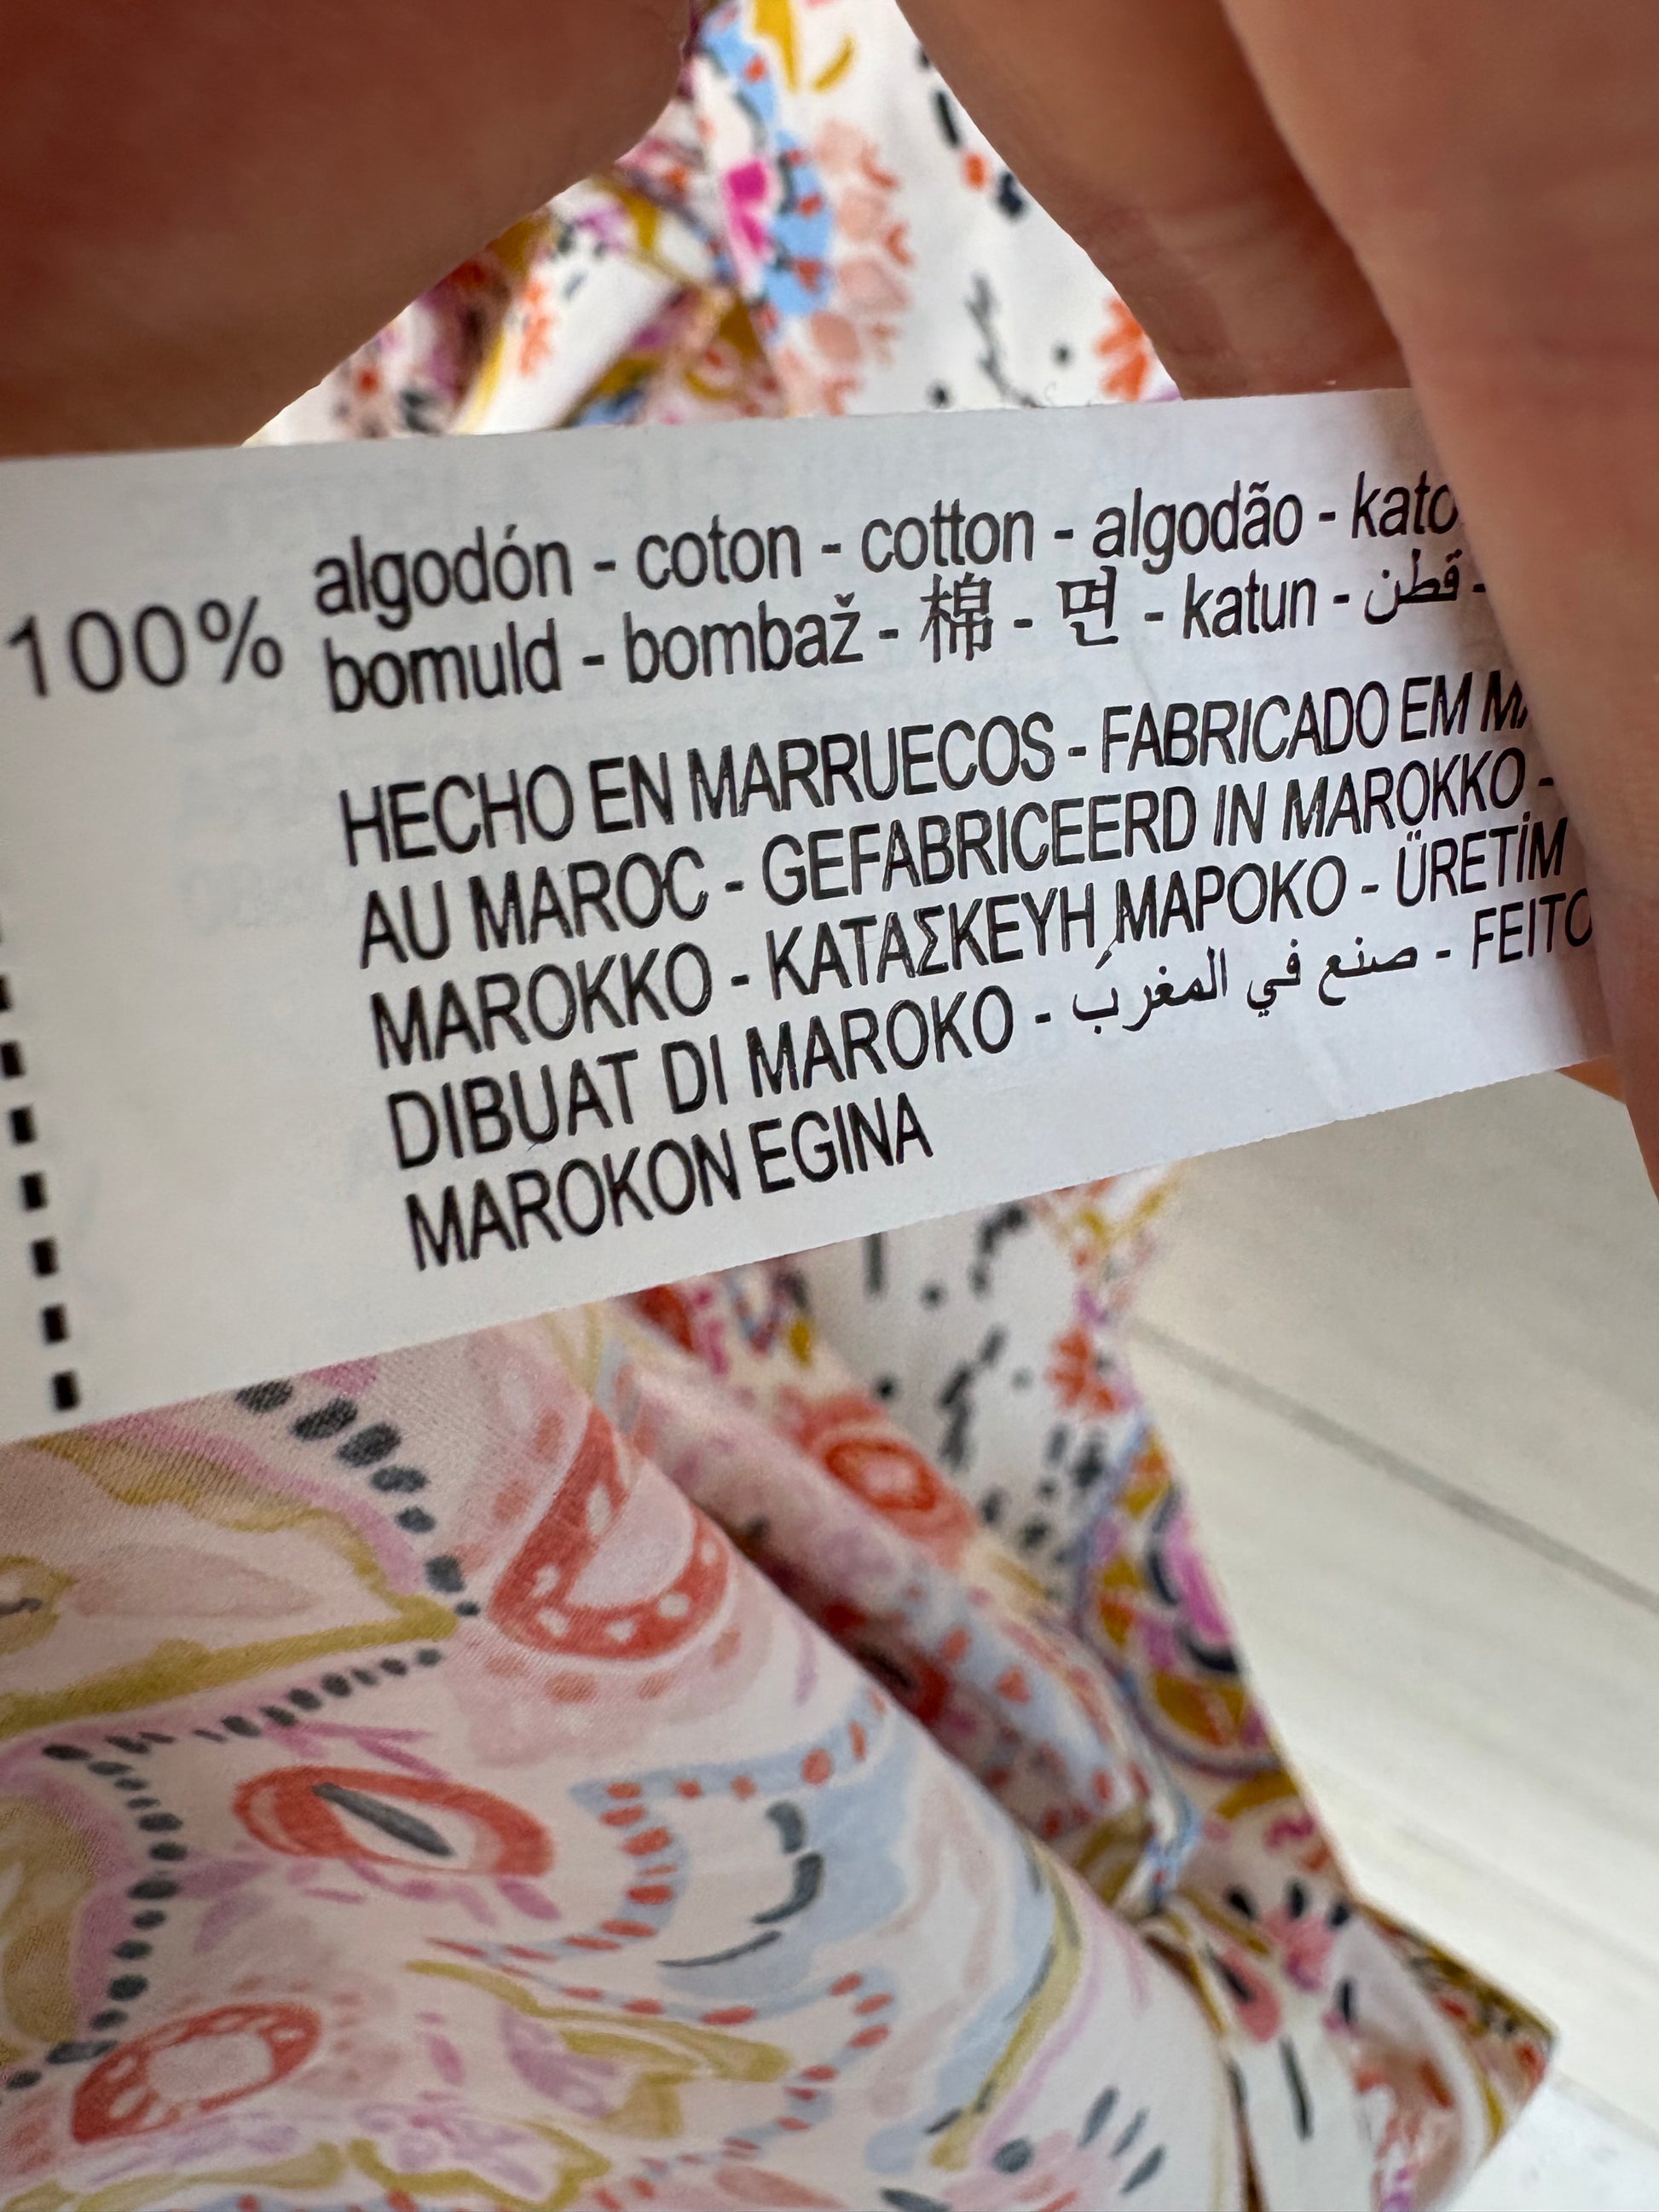 100% algodón - coton - cotton - algodão -
bomuld - bombaž - 棉 - 면 - katun - قطن -
HECHO EN MARRUECOS - FABRICADO EM
AU MAROC - GEFABRICEERD IN MAROKKO -
MAROKKO - ΚΑΤΑΣΚΕΥΗ ΜΑΡΟΚΟ - ÜRETİM
DIBUAT DI MAROKO - صنع في المغرب - FEITO
MAROKON EGINA